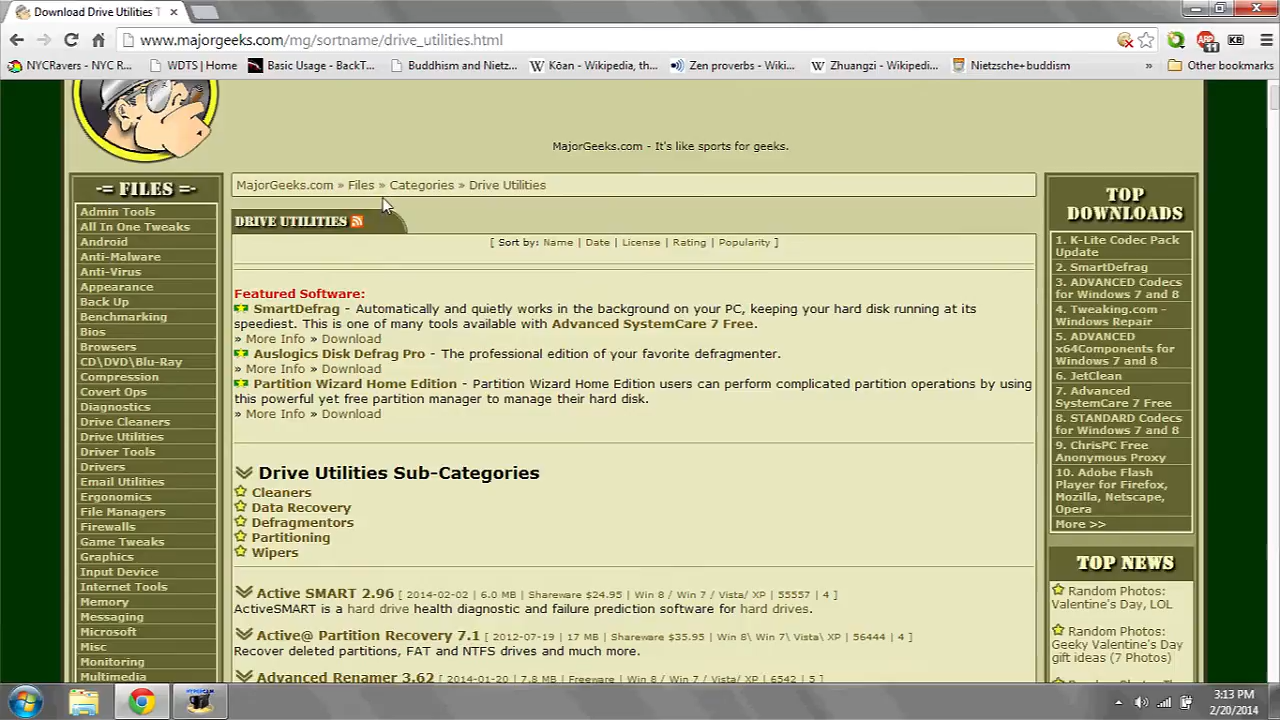 Download Drive Utilities T
www.majorgeeks.com/mg/sortname/drive_utilities.html
11
KB
NYCRavers - NYC R...
WDTS | Home
Basic Usage - BackT...
Buddhism and Nietz...
Kōan - Wikipedia, th...
Zen proverbs - Wiki...
Zhuangzi - Wikipedi...
Nietzsche+buddhism
»
Other bookmarks
MajorGeeks.com - It's like sports for geeks.
-= FILES =-
Admin Tools
All In One Tweaks
Android
Anti-Malware
Anti-Virus
Appearance
Back Up
Benchmarking
Bios
Browsers
CD\DVD\Blu-Ray
Compression
Covert Ops
Diagnostics
Drive Cleaners
Drive Utilities
Driver Tools
Drivers
Email Utilities
Ergonomics
File Managers
Firewalls
Game Tweaks
Graphics
Input Device
Internet Tools
Memory
Messaging
Microsoft
Misc
Monitoring
Multimedia
MajorGeeks.com » Files » Categories » Drive Utilities
DRIVE UTILITIES
[ Sort by: Name | Date | License | Rating | Popularity ]
Featured Software:
SmartDefrag - Automatically and quietly works in the background on your PC, keeping your hard disk running at its
speediest. This is one of many tools available with Advanced SystemCare 7 Free.
» More Info » Download
Auslogics Disk Defrag Pro - The professional edition of your favorite defragmenter.
» More Info » Download
Partition Wizard Home Edition - Partition Wizard Home Edition users can perform complicated partition operations by using
this powerful yet free partition manager to manage their hard disk.
» More Info » Download
Drive Utilities Sub-Categories
Cleaners
Data Recovery
Defragmentors
Partitioning
Wipers
Active SMART 2.96 [ 2014-02-02 | 6.0 MB | Shareware $24.95 | Win 8 / Win 7 / Vista/ XP | 55557 | 4 ]
ActiveSMART is a hard drive health diagnostic and failure prediction software for hard drives.
Active@ Partition Recovery 7.1 [ 2012-07-19 | 17 MB | Shareware $35.95 | Win 8\ Win 7\ Vista\ XP | 56444 | 4 ]
Recover deleted partitions, FAT and NTFS drives and much more.
Advanced Renamer 3.62 [ 2014-01-20 | 7.8 MB | Freeware | Win 8 / Win 7 / Vista / XP | 6542 | 5 ]
TOP
DOWNLOADS
1. K-Lite Codec Pack
Update
2. SmartDefrag
3. ADVANCED Codecs
for Windows 7 and 8
4. Tweaking.com -
Windows Repair
5. ADVANCED
x64Components for
Windows 7 and 8
6. JetClean
7. Advanced
SystemCare 7 Free
8. STANDARD Codecs
for Windows 7 and 8
9. ChrisPC Free
Anonymous Proxy
10. Adobe Flash
Player for Firefox,
Mozilla, Netscape,
Opera
More >>
TOP NEWS
Random Photos:
Valentine's Day, LOL
Random Photos:
Geeky Valentine's Day
gift ideas (7 Photos)
3:13 PM
2/20/2014